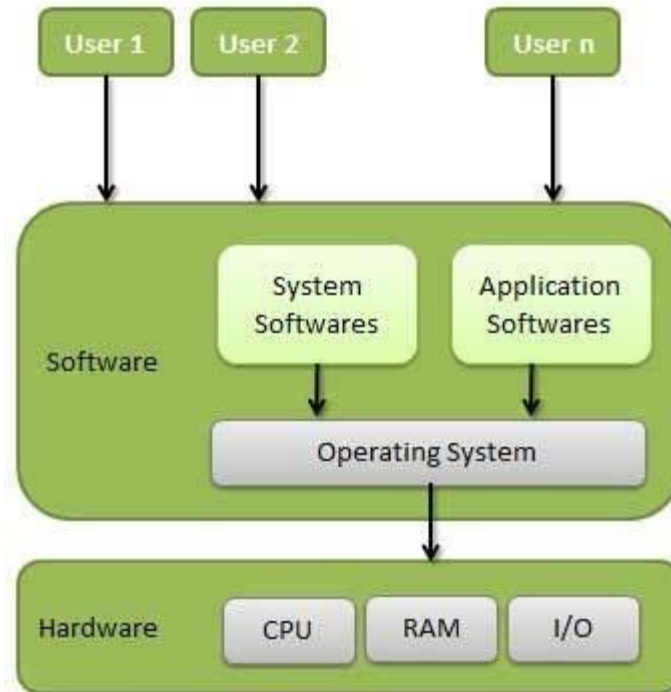 User 1
User 2
User n
System
Softwares
Application
Softwares
Software
Operating System
Hardware
CPU
RAM
I/O